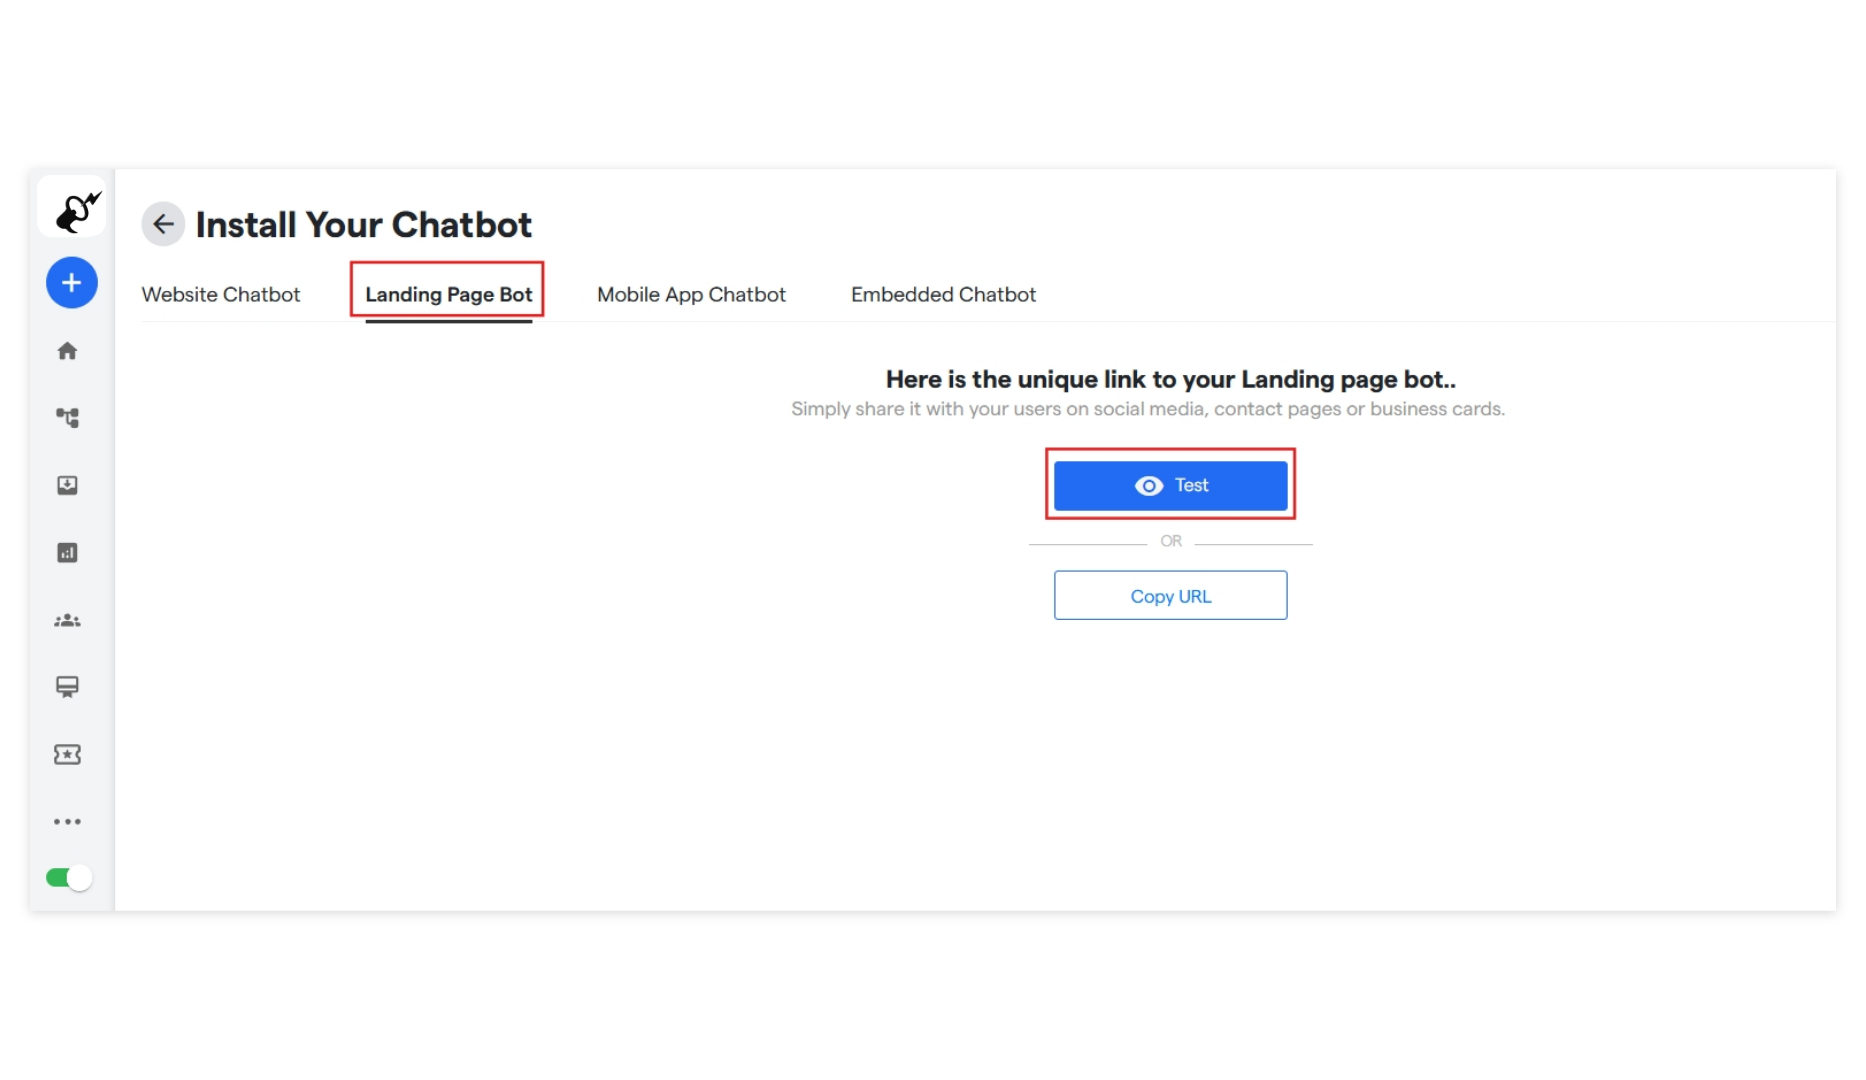 Install Your Chatbot
Website Chatbot
Landing Page Bot
Mobile App Chatbot
Embedded Chatbot
Here is the unique link to your Landing page bot..
Simply share it with your users on social media, contact pages or business cards.
Test
OR
Copy URL